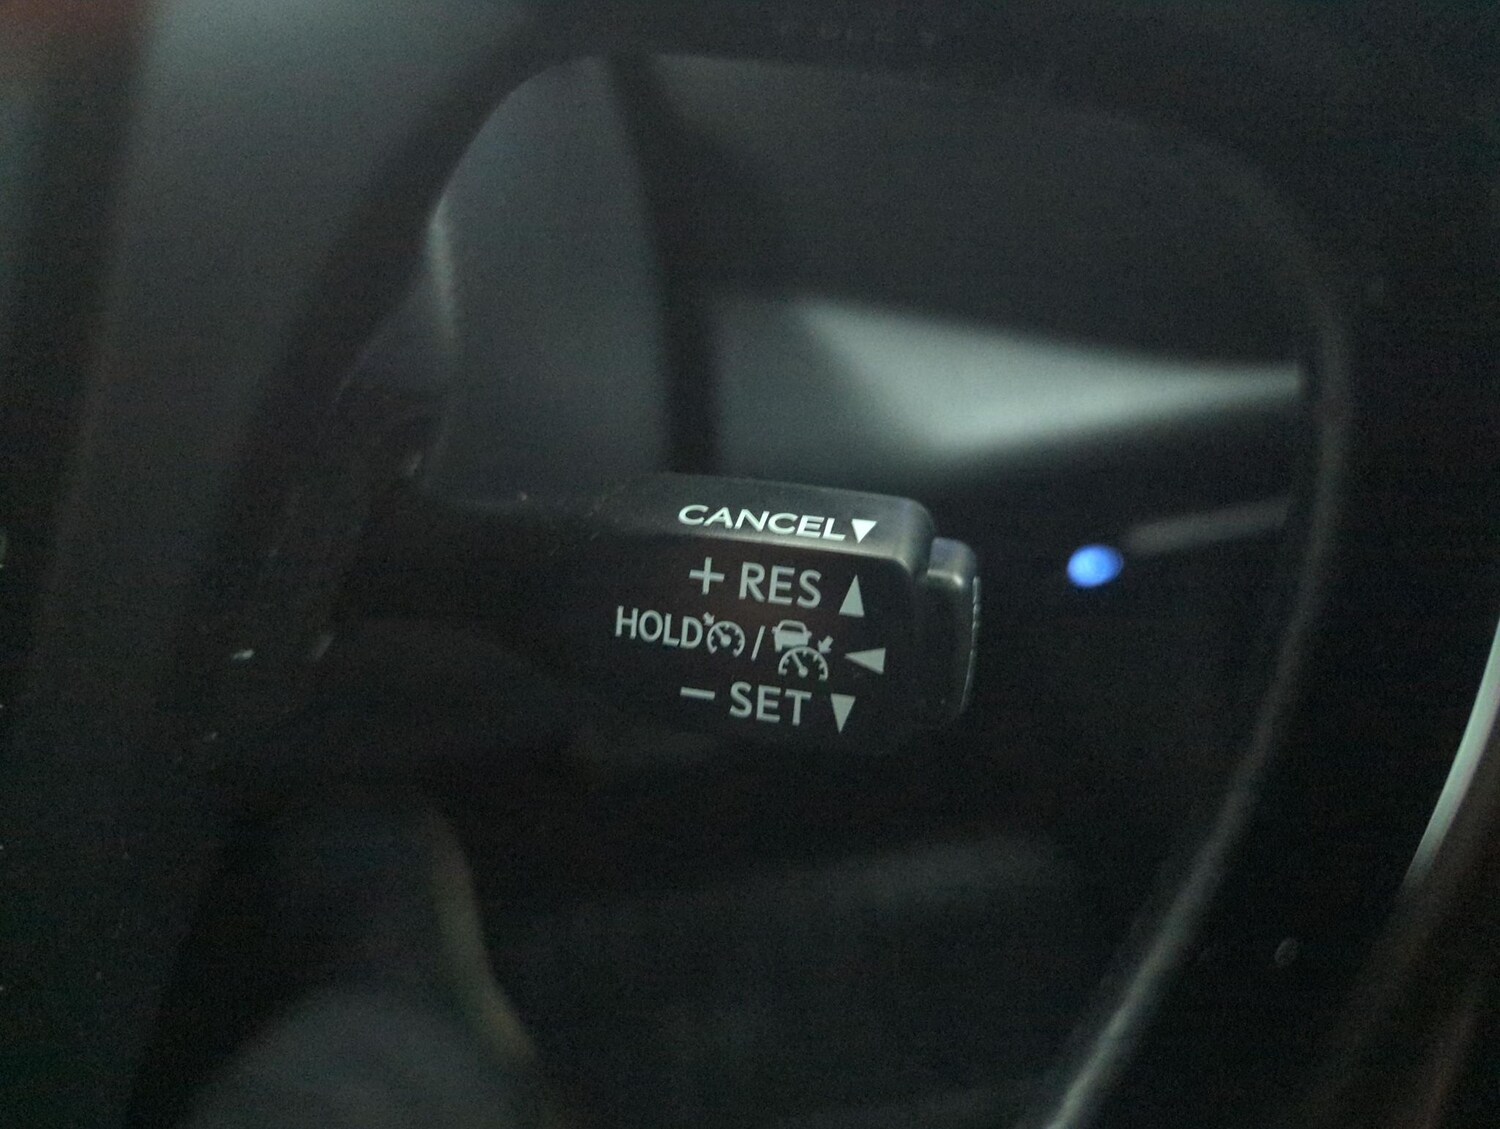 CANCEL▼
+ RES ▲
HOLD / ◀
− SET ▼